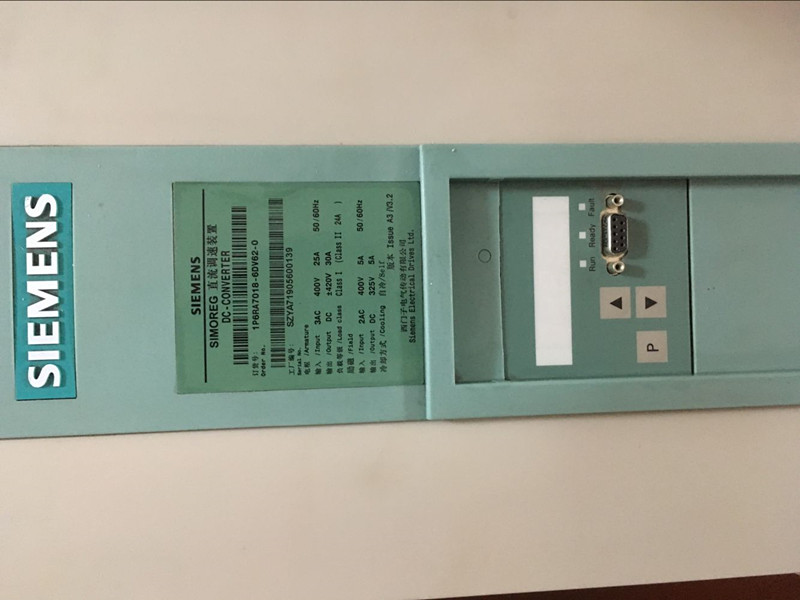 SIEMENS
SIEMENS
SIMOREG 直流调速装置
DC-CONVERTER
订货号:
Order No.
1P6RA7018-6DV62-0
工厂编号:
Serial No.
SZYA71905600139
电枢 /Armature
输入 /Input 3AC 400V 25A 50/60Hz
输出 /Output DC ±420V 30A
负载等级 /Load class Class I (Class II 24A )
励磁 /Field
输入 /Input 2AC 400V 5A 50/60Hz
输出 /Output DC 325V 5A
冷却方式 /Cooling 自冷/Self
版本 Issue A3 /V3.2
西门子电气传动有限公司
Siemens Electrical Drives Ltd.
Run Ready Fault
P